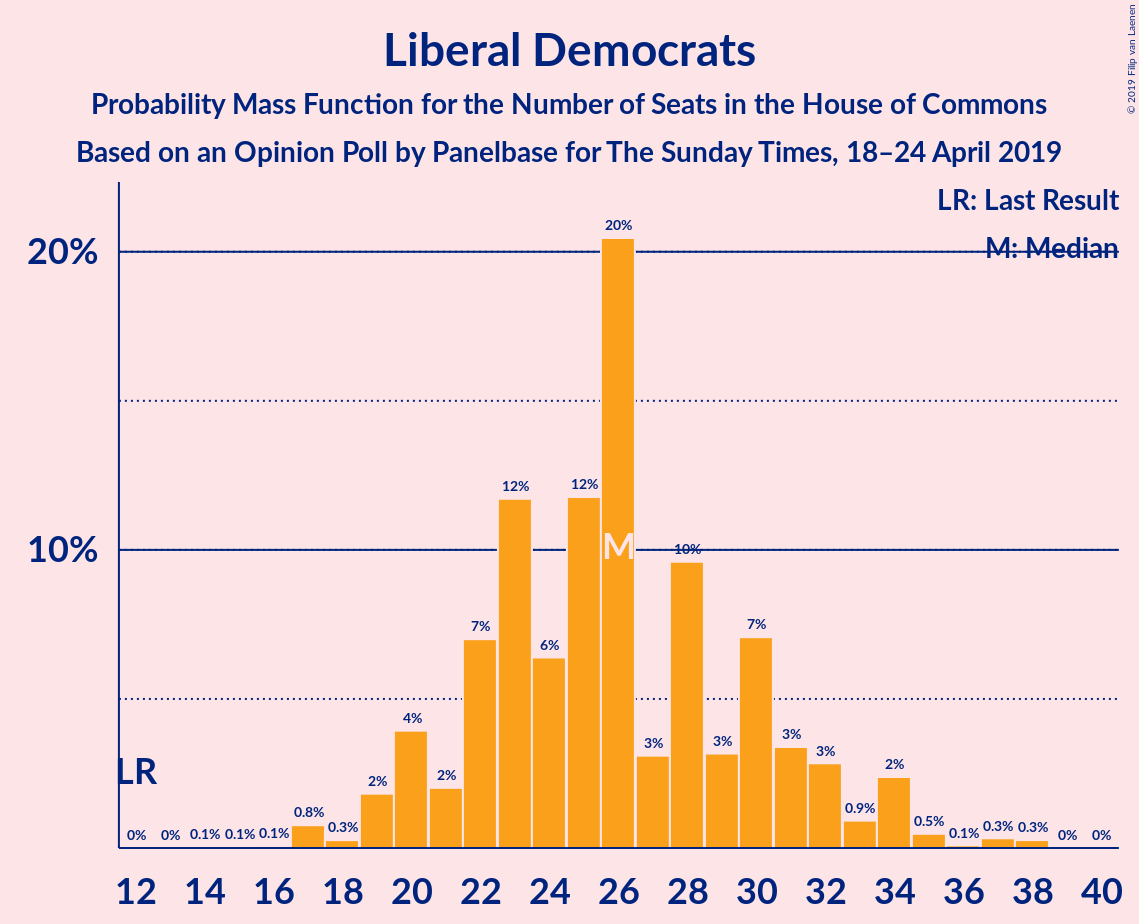 Liberal Democrats
Probability Mass Function for the Number of Seats in the House of Commons
Based on an Opinion Poll by Panelbase for The Sunday Times, 18–24 April 2019
© 2019 Filip van Laenen
LR: Last Result
M: Median
20%
10%
LR
M
0% 0% 0.1% 0.1% 0.1% 0.8% 0.3% 2% 4% 2% 7% 12% 6% 12% 20% 3% 10% 3% 7% 3% 3% 0.9% 2% 0.5% 0.1% 0.3% 0.3% 0% 0%
12 14 16 18 20 22 24 26 28 30 32 34 36 38 40